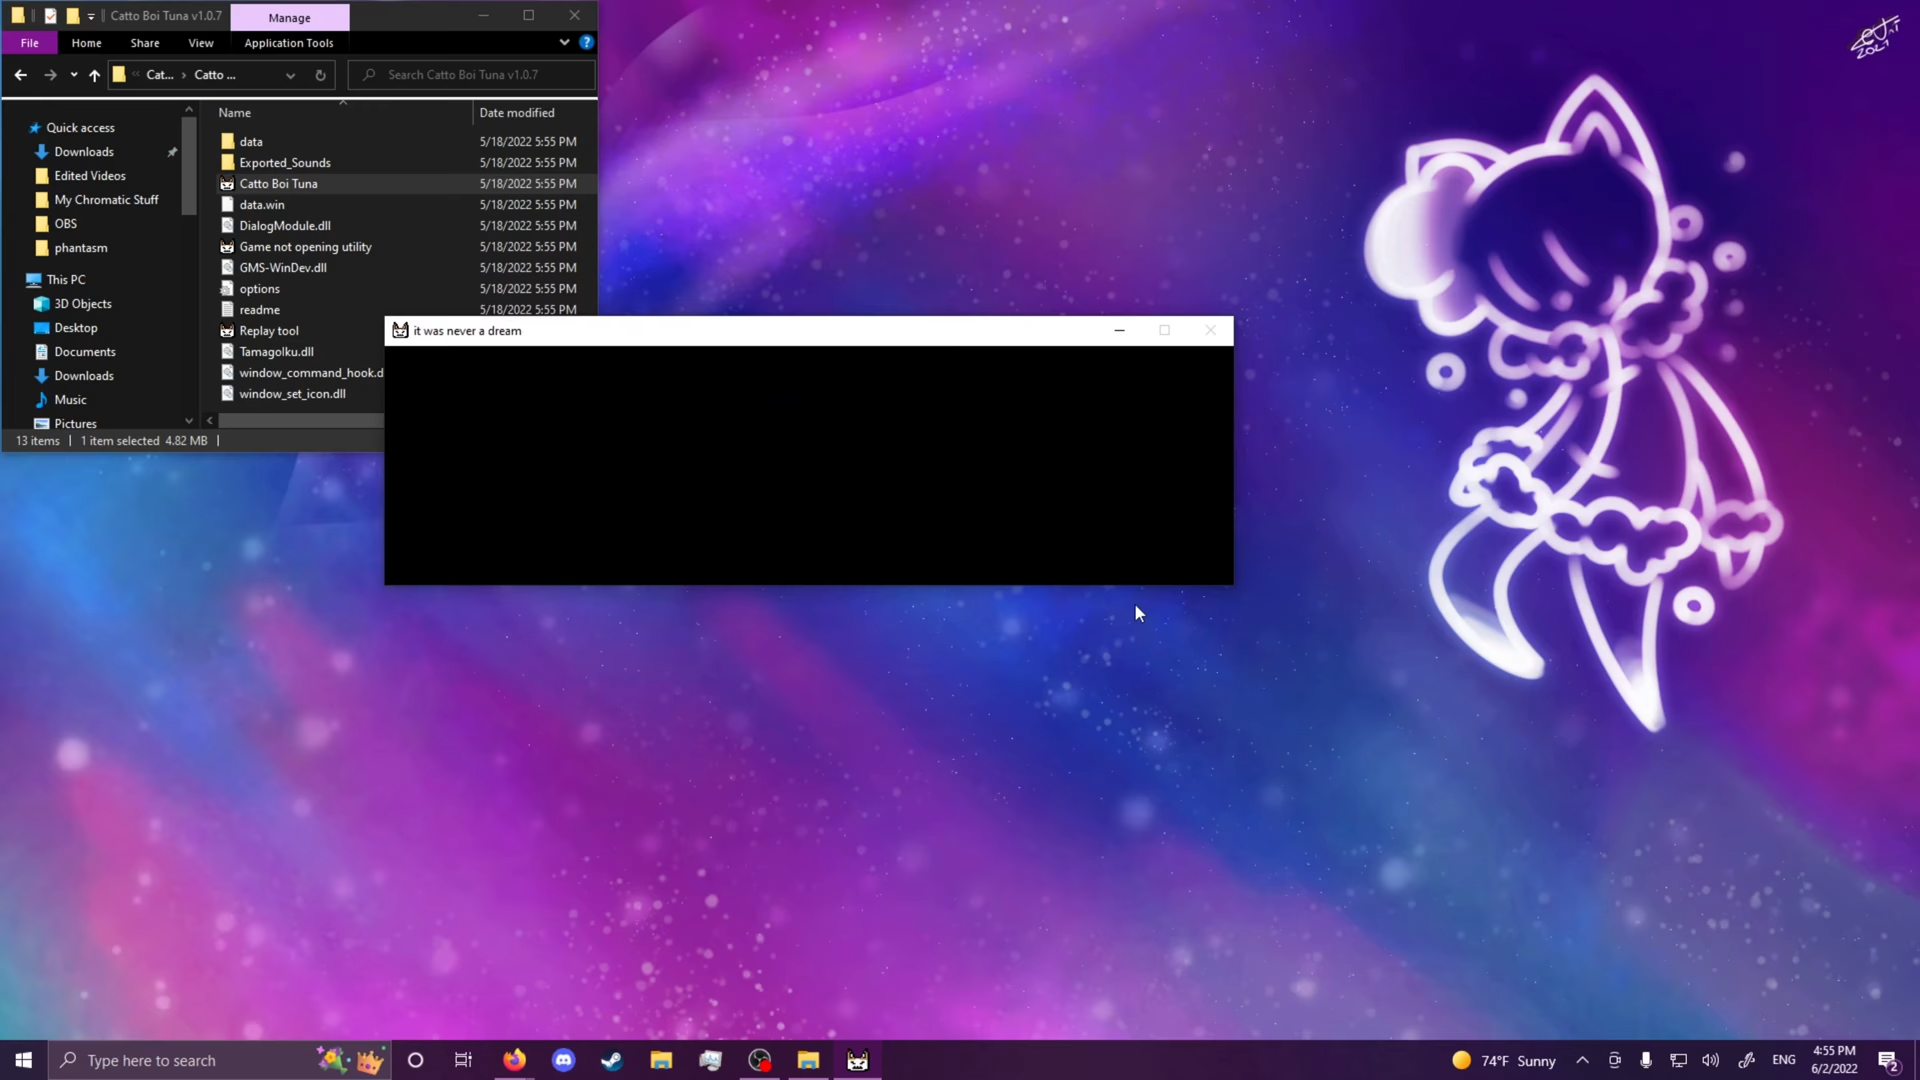 Catto Boi Tuna v1.0.7
Manage
File
Home
Share
View
Application Tools
Cat...
Catto ...
Search Catto Boi Tuna v1.0.7
Name
Date modified
Quick access
Downloads
Edited Videos
My Chromatic Stuff
OBS
phantasm
This PC
3D Objects
Desktop
Documents
Downloads
Music
Pictures
data 5/18/2022 5:55 PM
Exported_Sounds 5/18/2022 5:55 PM
Catto Boi Tuna 5/18/2022 5:55 PM
data.win 5/18/2022 5:55 PM
DialogModule.dll 5/18/2022 5:55 PM
Game not opening utility 5/18/2022 5:55 PM
GMS-WinDev.dll 5/18/2022 5:55 PM
options 5/18/2022 5:55 PM
readme 5/18/2022 5:55 PM
Replay tool
Tamagolku.dll
window_command_hook.d
window_set_icon.dll
13 items
1 item selected 4.82 MB
it was never a dream
2021
Type here to search
74°F Sunny
ENG
4:55 PM
6/2/2022
2